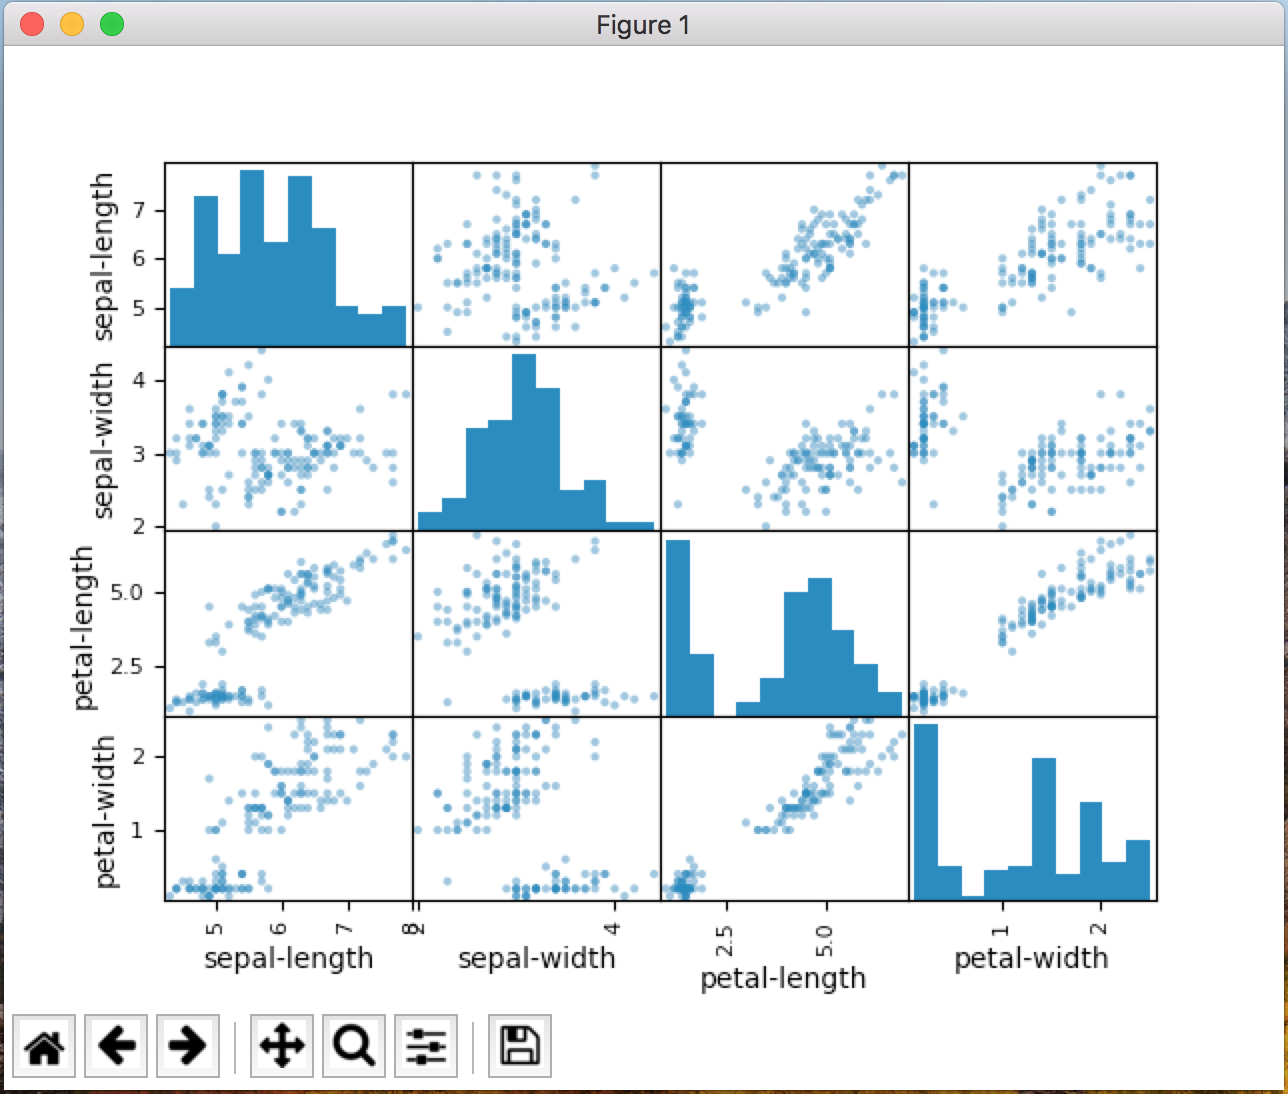 Figure 1
sepal-length
7
6
5
sepal-width
4
3
2
petal-length
5.0
2.5
petal-width
2
1
5 6 7 8 2 4 2.5 5.0 1 2
sepal-length sepal-width petal-length petal-width